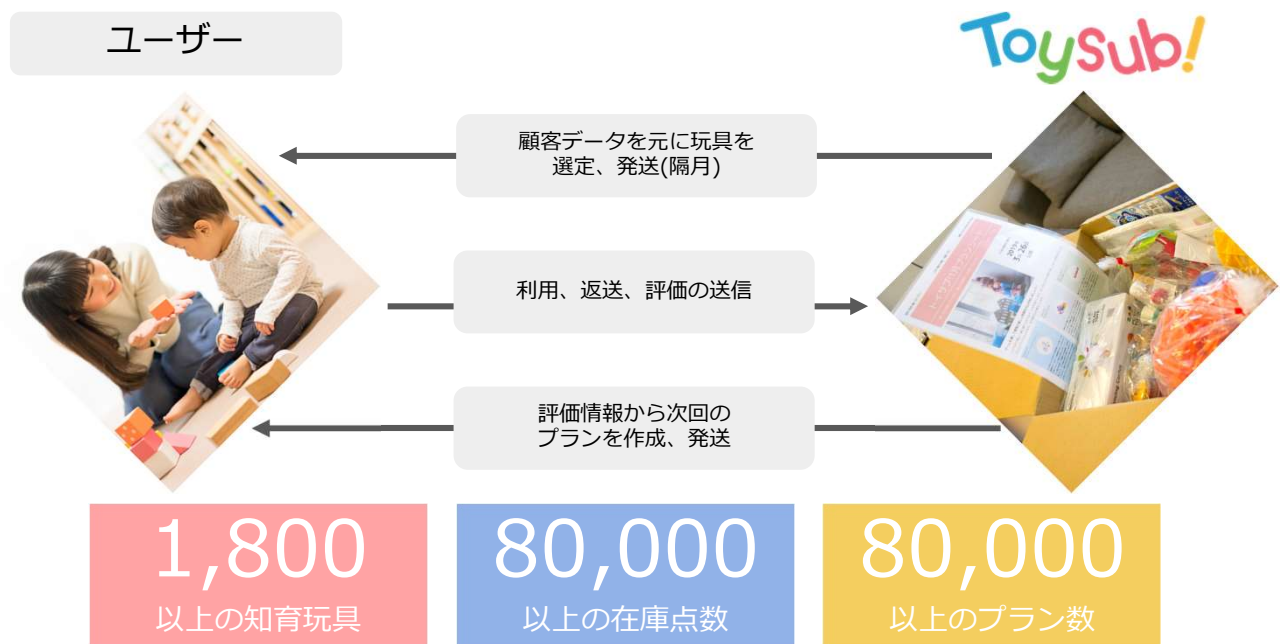 ユーザー
Toysub!
顧客データを元に玩具を
選定、発送(隔月)
利用、返送、評価の送信
評価情報から次回の
プランを作成、発送
1,800
以上の知育玩具
80,000
以上の在庫点数
80,000
以上のプラン数